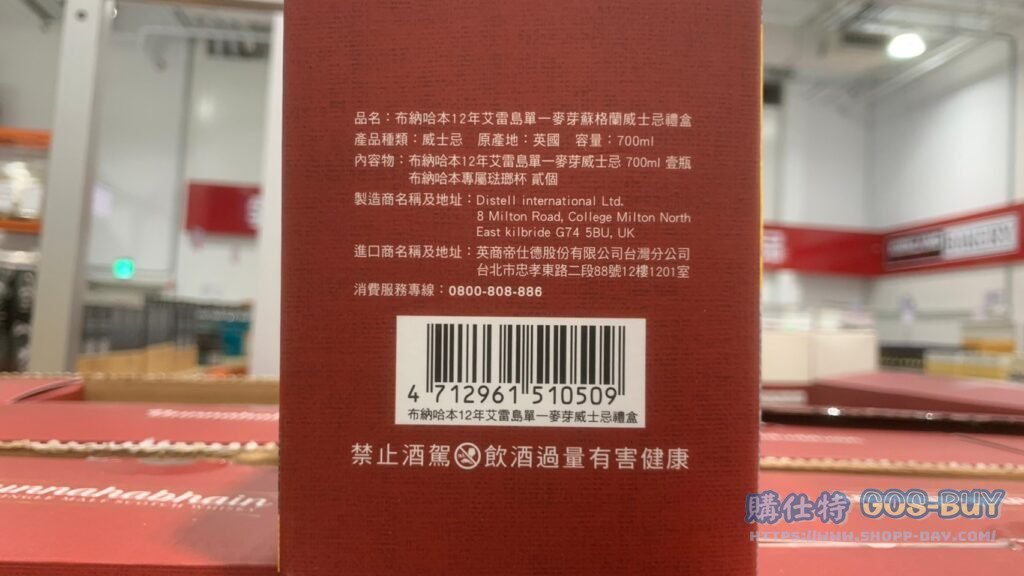 品名：布納哈本12年艾雷島單一麥芽蘇格蘭威士忌禮盒
產品種類：威士忌　原產地：英國　容量：700ml
內容物：布納哈本12年艾雷島單一麥芽威士忌 700ml 壹瓶
布納哈本專屬琺瑯杯 貳個
製造商名稱及地址：Distell international Ltd.
8 Milton Road, College Milton North
East kilbride G74 5BU, UK
進口商名稱及地址：英商帝仕德股份有限公司台灣分公司
台北市忠孝東路二段88號12樓1201室
消費服務專線：0800-808-886
4 712961 510509
布納哈本12年艾雷島單一麥芽威士忌禮盒
禁止酒駕 飲酒過量有害健康
unnahabhain
購仕特 GOS-BUY
HTTPS://WWW.SHOPP-DAY.COM/